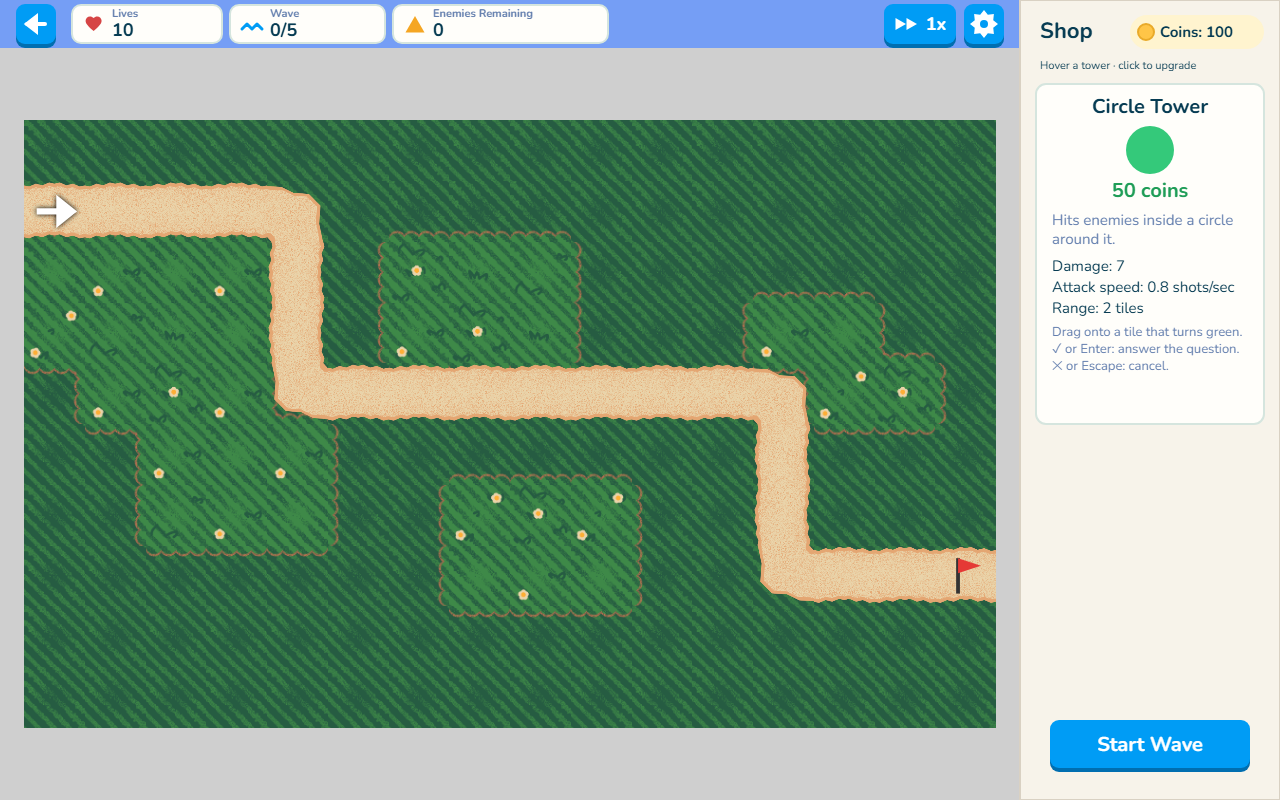 Lives
10
Wave
0/5
Enemies Remaining
0
1x
Shop
Coins: 100
Hover a tower · click to upgrade
Circle Tower
50 coins
Hits enemies inside a circle
around it.
Damage: 7
Attack speed: 0.8 shots/sec
Range: 2 tiles
Drag onto a tile that turns green.
✓ or Enter: answer the question.
✕ or Escape: cancel.
Start Wave